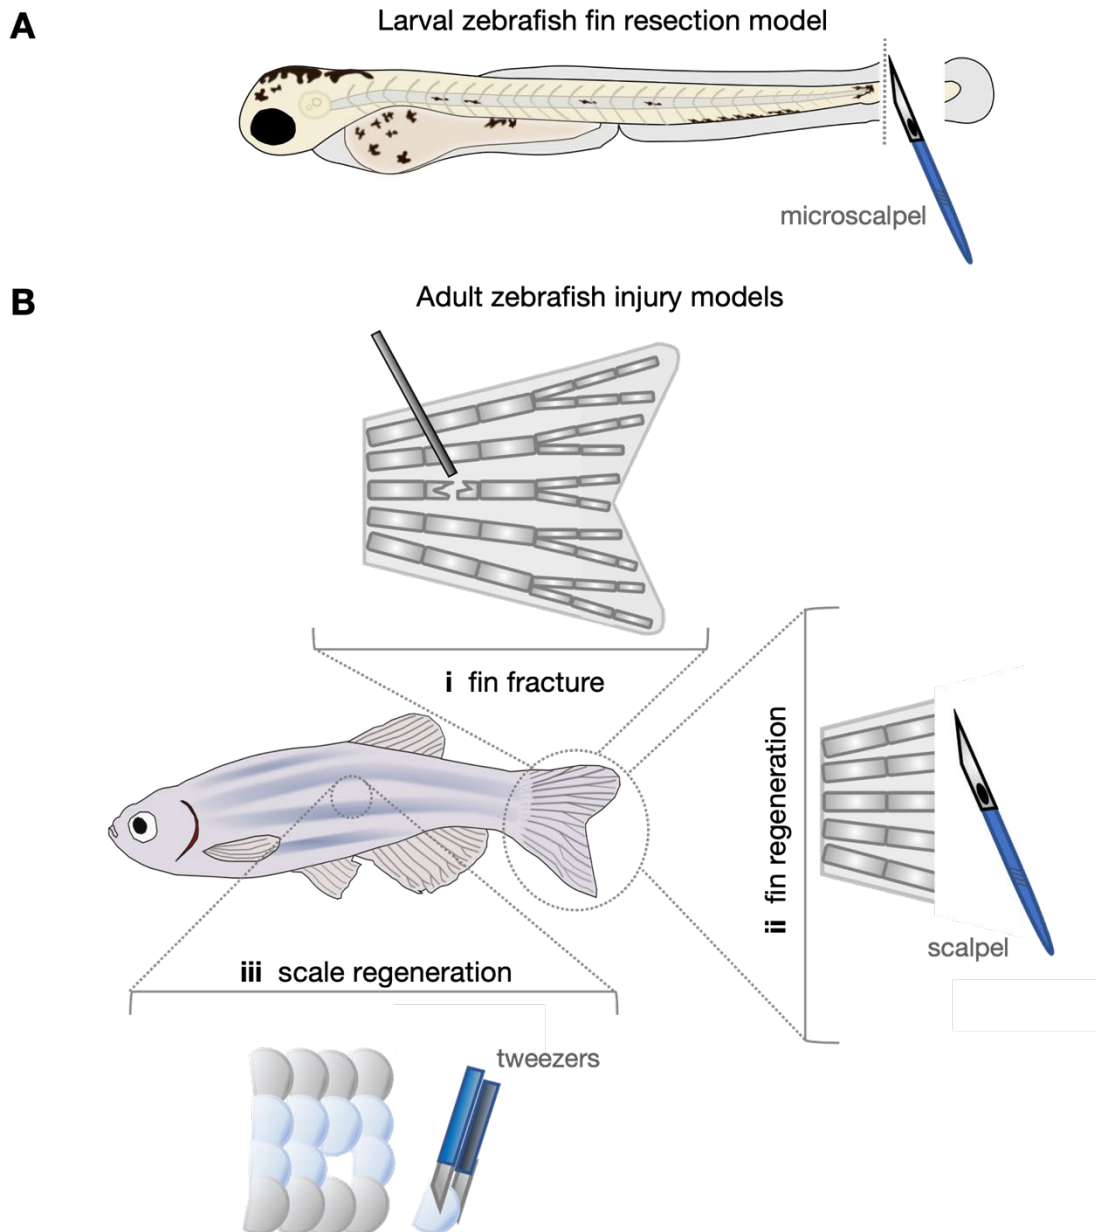 A
Larval zebrafish fin resection model
microscalpel
B
Adult zebrafish injury models
i fin fracture
ii fin regeneration
scalpel
iii scale regeneration
tweezers